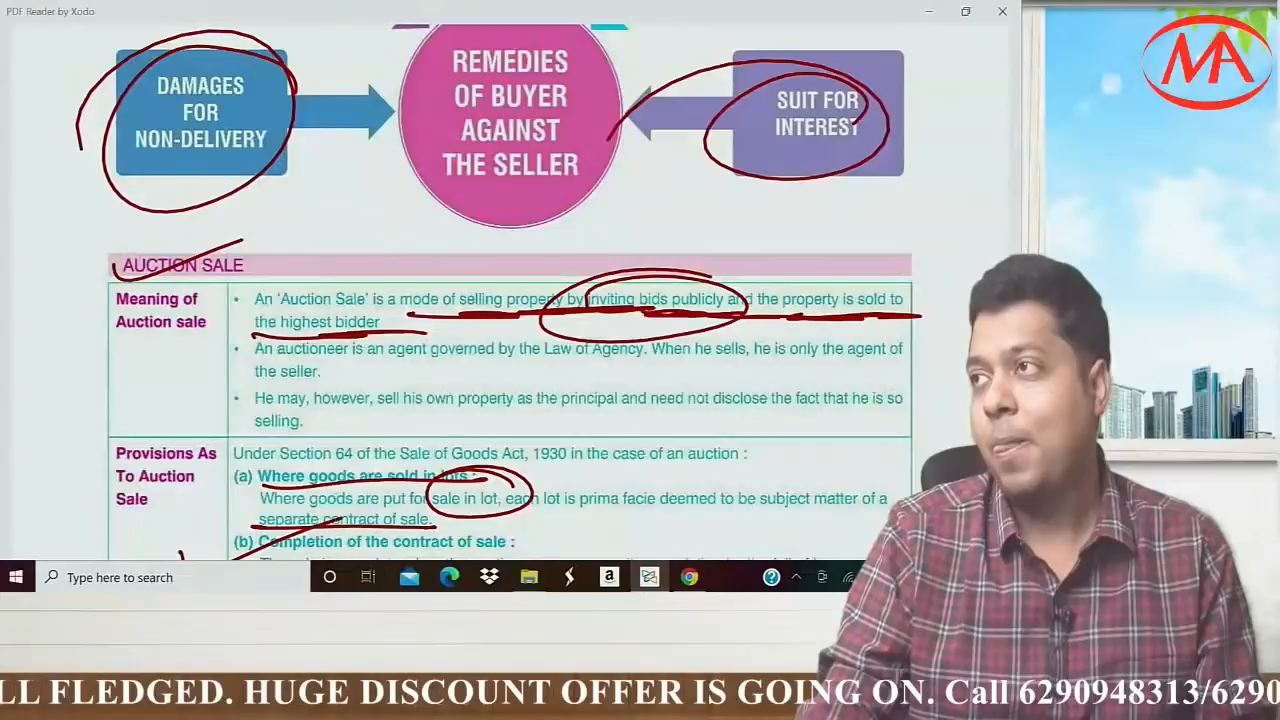 PDF Reader by Xodo
MA
DAMAGES
FOR
NON-DELIVERY
REMEDIES
OF BUYER
AGAINST
THE SELLER
SUIT FOR
INTEREST
AUCTION SALE
Meaning of
Auction sale
• An 'Auction Sale' is a mode of selling property by inviting bids publicly and the property is sold to
the highest bidder
• An auctioneer is an agent governed by the Law of Agency. When he sells, he is only the agent of
the seller.
• He may, however, sell his own property as the principal and need not disclose the fact that he is so
selling.
Provisions As
To Auction
Sale
Under Section 64 of the Sale of Goods Act, 1930 in the case of an auction :
(a) Where goods are sold in lots :
Where goods are put for sale in lot, each lot is prima facie deemed to be subject matter of a
separate contract of sale.
(b) Completion of the contract of sale :
Type here to search
LL FLEDGED. HUGE DISCOUNT OFFER IS GOING ON. Call 6290948313/6290